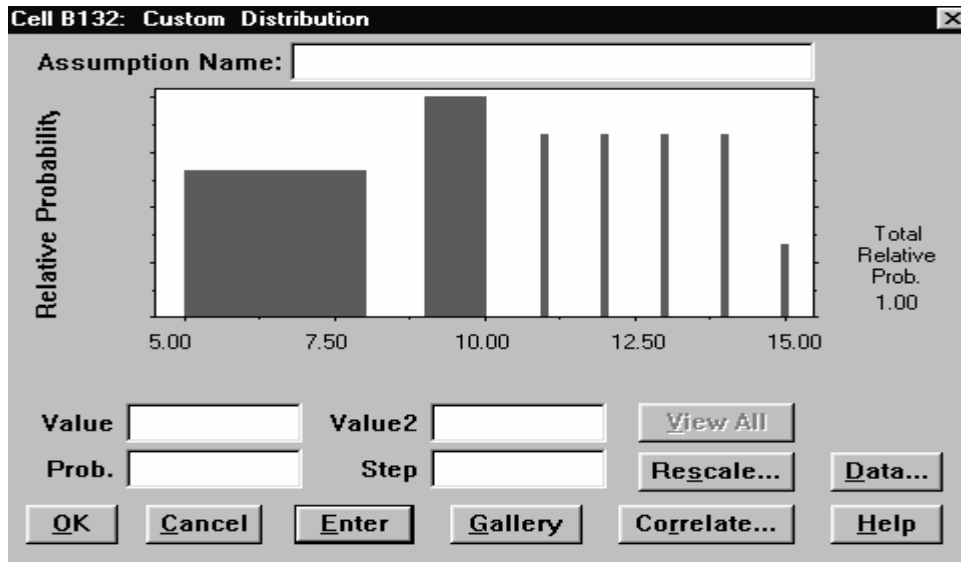 Cell B132: Custom Distribution
Assumption Name:
Relative Probability
Total
Relative
Prob.
1.00
5.00 7.50 10.00 12.50 15.00
Value Value2 View All
Prob. Step Rescale... Data...
OK Cancel Enter Gallery Correlate... Help